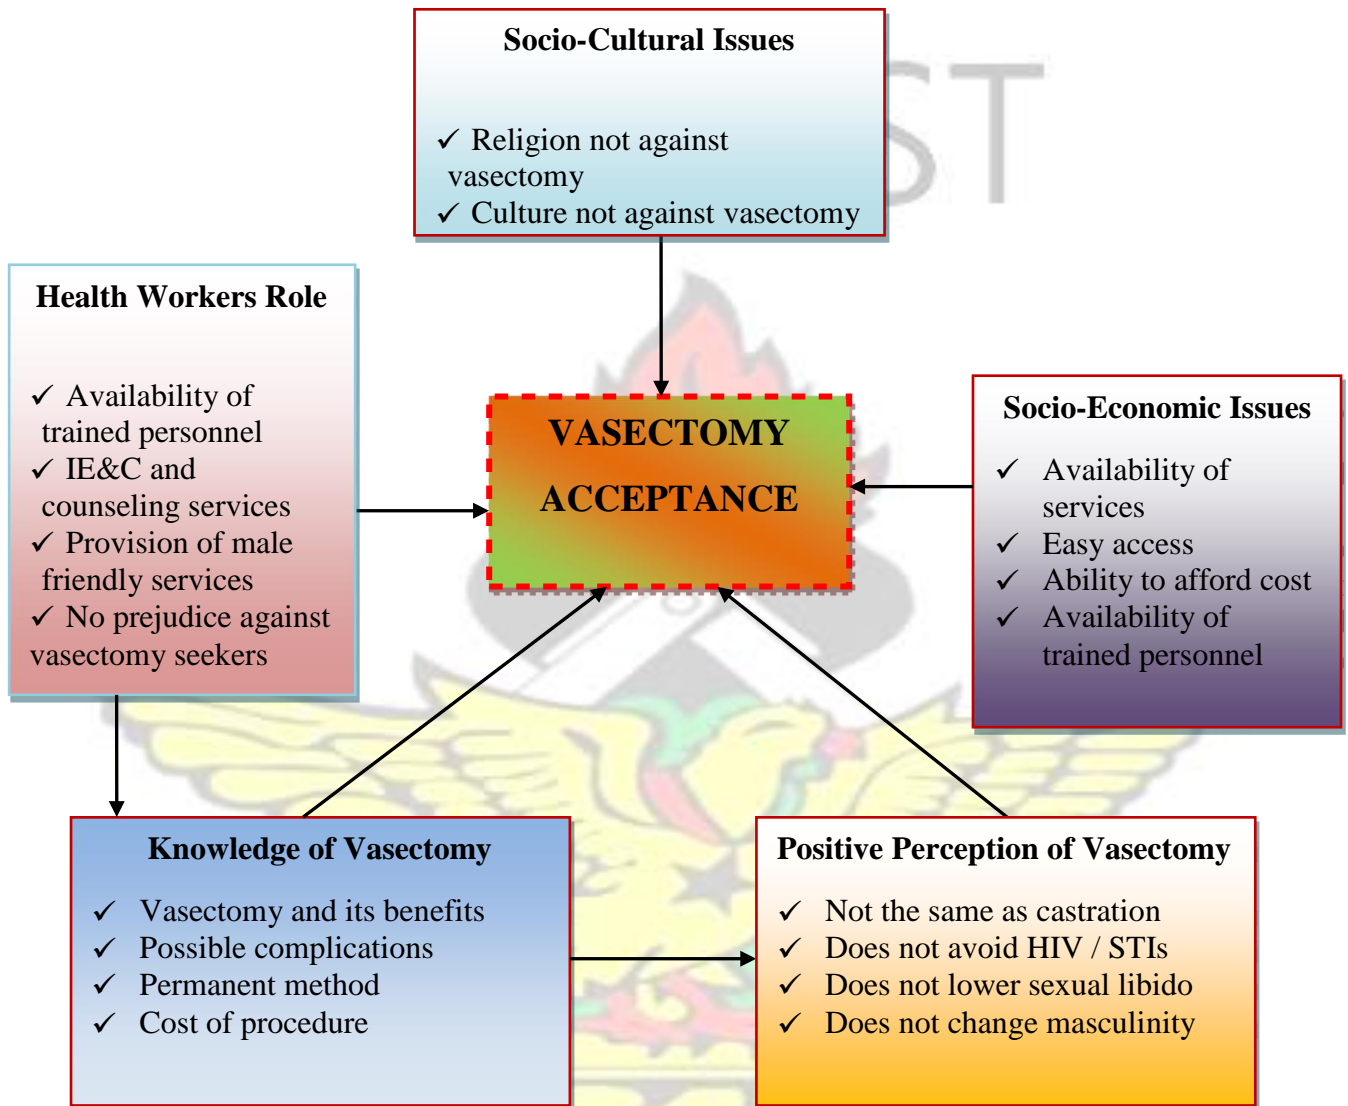 Socio-Cultural Issues
✓ Religion not against
vasectomy
✓ Culture not against vasectomy
ST
Health Workers Role
✓ Availability of
trained personnel
✓ IE&C and
counseling services
✓ Provision of male
friendly services
✓ No prejudice against
vasectomy seekers
VASECTOMY
ACCEPTANCE
Socio-Economic Issues
✓ Availability of
services
✓ Easy access
✓ Ability to afford cost
✓ Availability of
trained personnel
Knowledge of Vasectomy
✓ Vasectomy and its benefits
✓ Possible complications
✓ Permanent method
✓ Cost of procedure
Positive Perception of Vasectomy
✓ Not the same as castration
✓ Does not avoid HIV / STIs
✓ Does not lower sexual libido
✓ Does not change masculinity